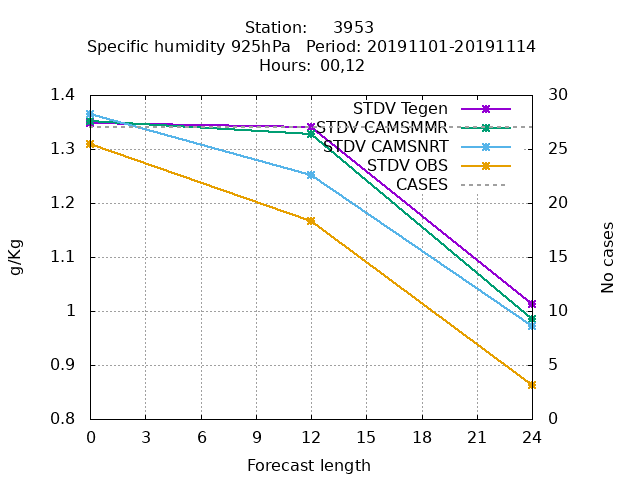 Station:     3953
Specific humidity 925hPa   Period: 20191101-20191114
Hours: 00,12
1.4
1.3
1.2
1.1
1
0.9
0.8
g/Kg
STDV Tegen
STDV CAMSMMR
STDV CAMSNRT
STDV OBS
CASES
30
25
20
15
10
5
0
No cases
0 3 6 9 12 15 18 21 24
Forecast length